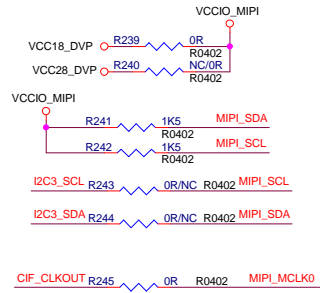 VCCIO_MIPI
VCC18_DVP R239 0R
R0402
VCC28_DVP R240 NC/0R
R0402
VCCIO_MIPI
R241 1K5 MIPI_SDA
R0402
R242 1K5 MIPI_SCL
R0402
I2C3_SCL R243 0R/NC R0402 MIPI_SCL
I2C3_SDA R244 0R/NC R0402 MIPI_SDA
CIF_CLKOUT R245 0R R0402 MIPI_MCLK0